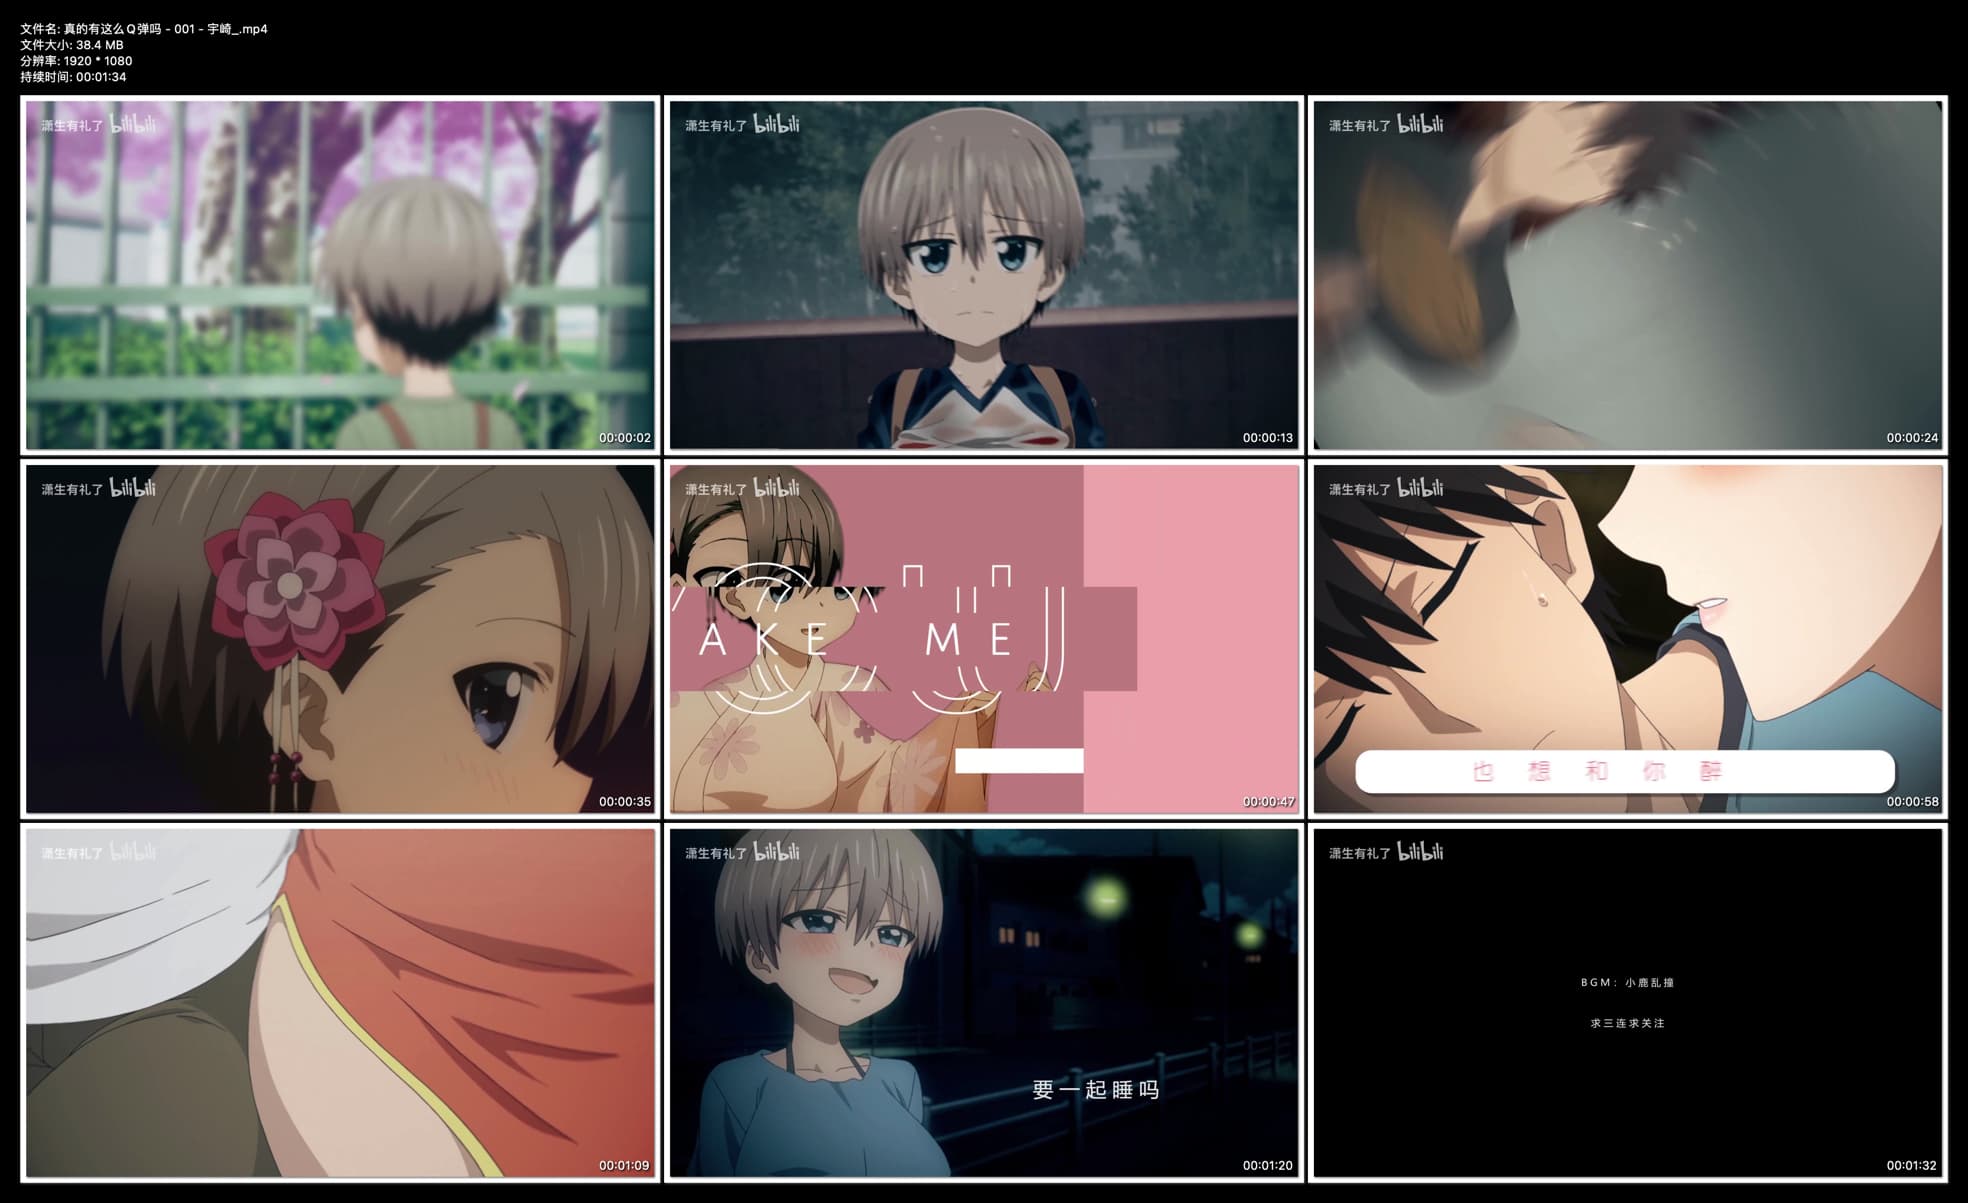 文件名: 真的有这么Q弹吗 - 001 - 宇崎_.mp4
文件大小: 38.4 MB
分辨率: 1920 * 1080
持续时间: 00:01:34
潇生有礼了 bilibili
00:00:02
潇生有礼了 bilibili
00:00:13
潇生有礼了 bilibili
00:00:24
潇生有礼了 bilibili
00:00:35
潇生有礼了 bilibili
AKE ME
00:00:47
潇生有礼了 bilibili
也想和你醉
00:00:58
潇生有礼了 bilibili
00:01:09
潇生有礼了 bilibili
要一起睡吗
00:01:20
潇生有礼了 bilibili
BGM: 小鹿乱撞
求三连求关注
00:01:32